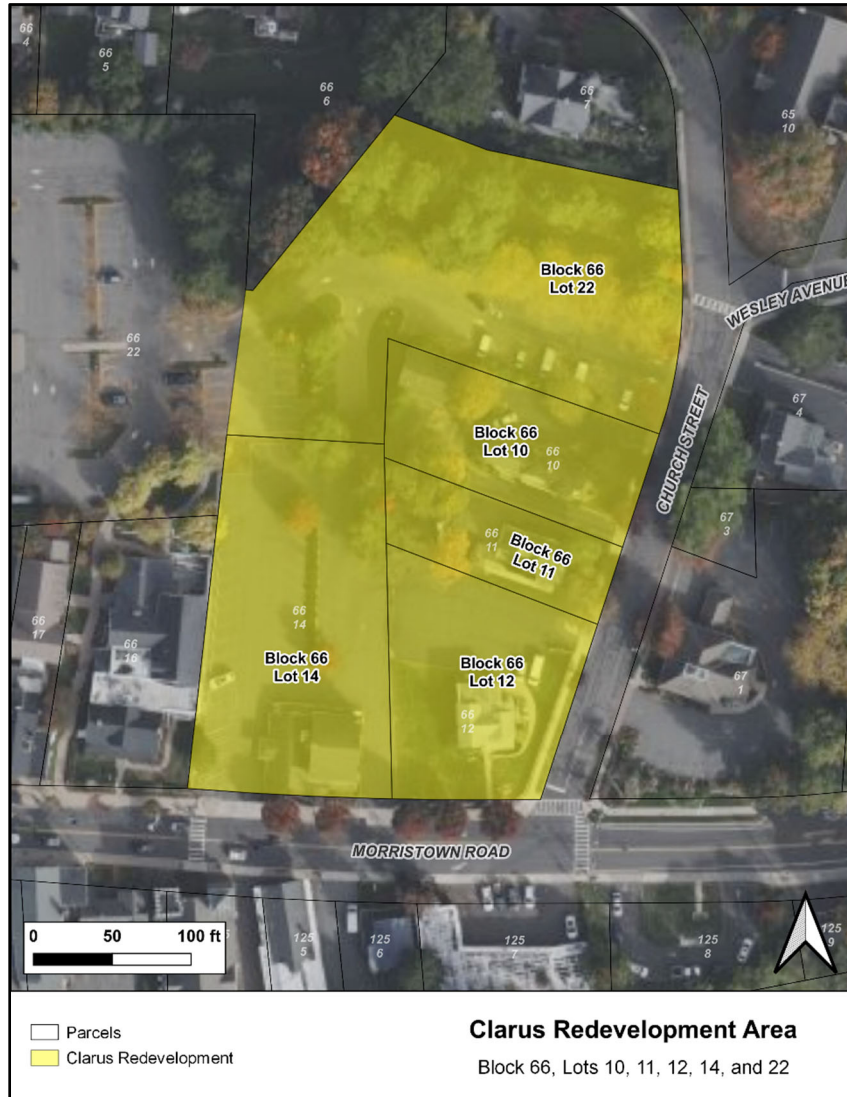 66
4
66
5
66
6
66
7
65
10
Block 66
Lot 22
WESLEY AVENUE
66
22
CHURCH STREET
67
4
Block 66
Lot 10
66
10
67
3
66
11
Block 66
Lot 11
66
17
66
16
66
14
Block 66
Lot 14
Block 66
Lot 12
66
12
67
1
MORRISTOWN ROAD
0 50 100 ft
125
5
125
6
125
7
125
8
125
9
Parcels
Clarus Redevelopment
Clarus Redevelopment Area
Block 66, Lots 10, 11, 12, 14, and 22